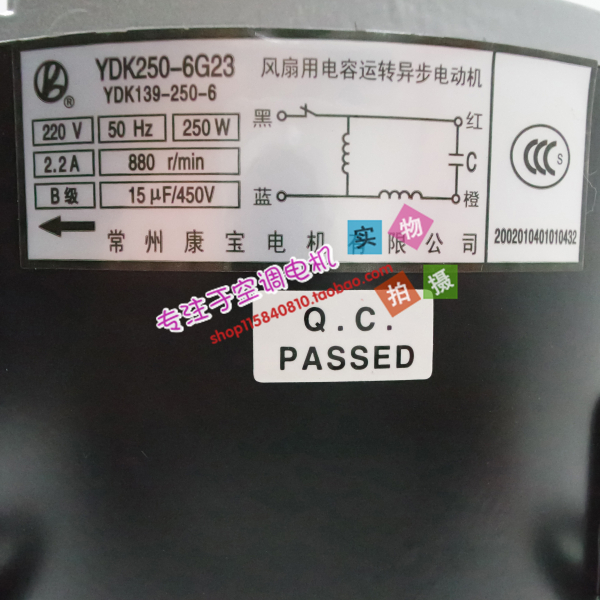 YDK250-6G23 风扇用电容运转异步电动机
YDK139-250-6
®
220 V 50 Hz 250 W
2.2 A 880 r/min
B 级 15 μF/450V
黑 红
C
蓝 橙
CCC S
2002010401010432
常州康宝电机有限公司
实物
拍摄
专注于空调电机
shop115840810.taobao.com
Q.C.
PASSED